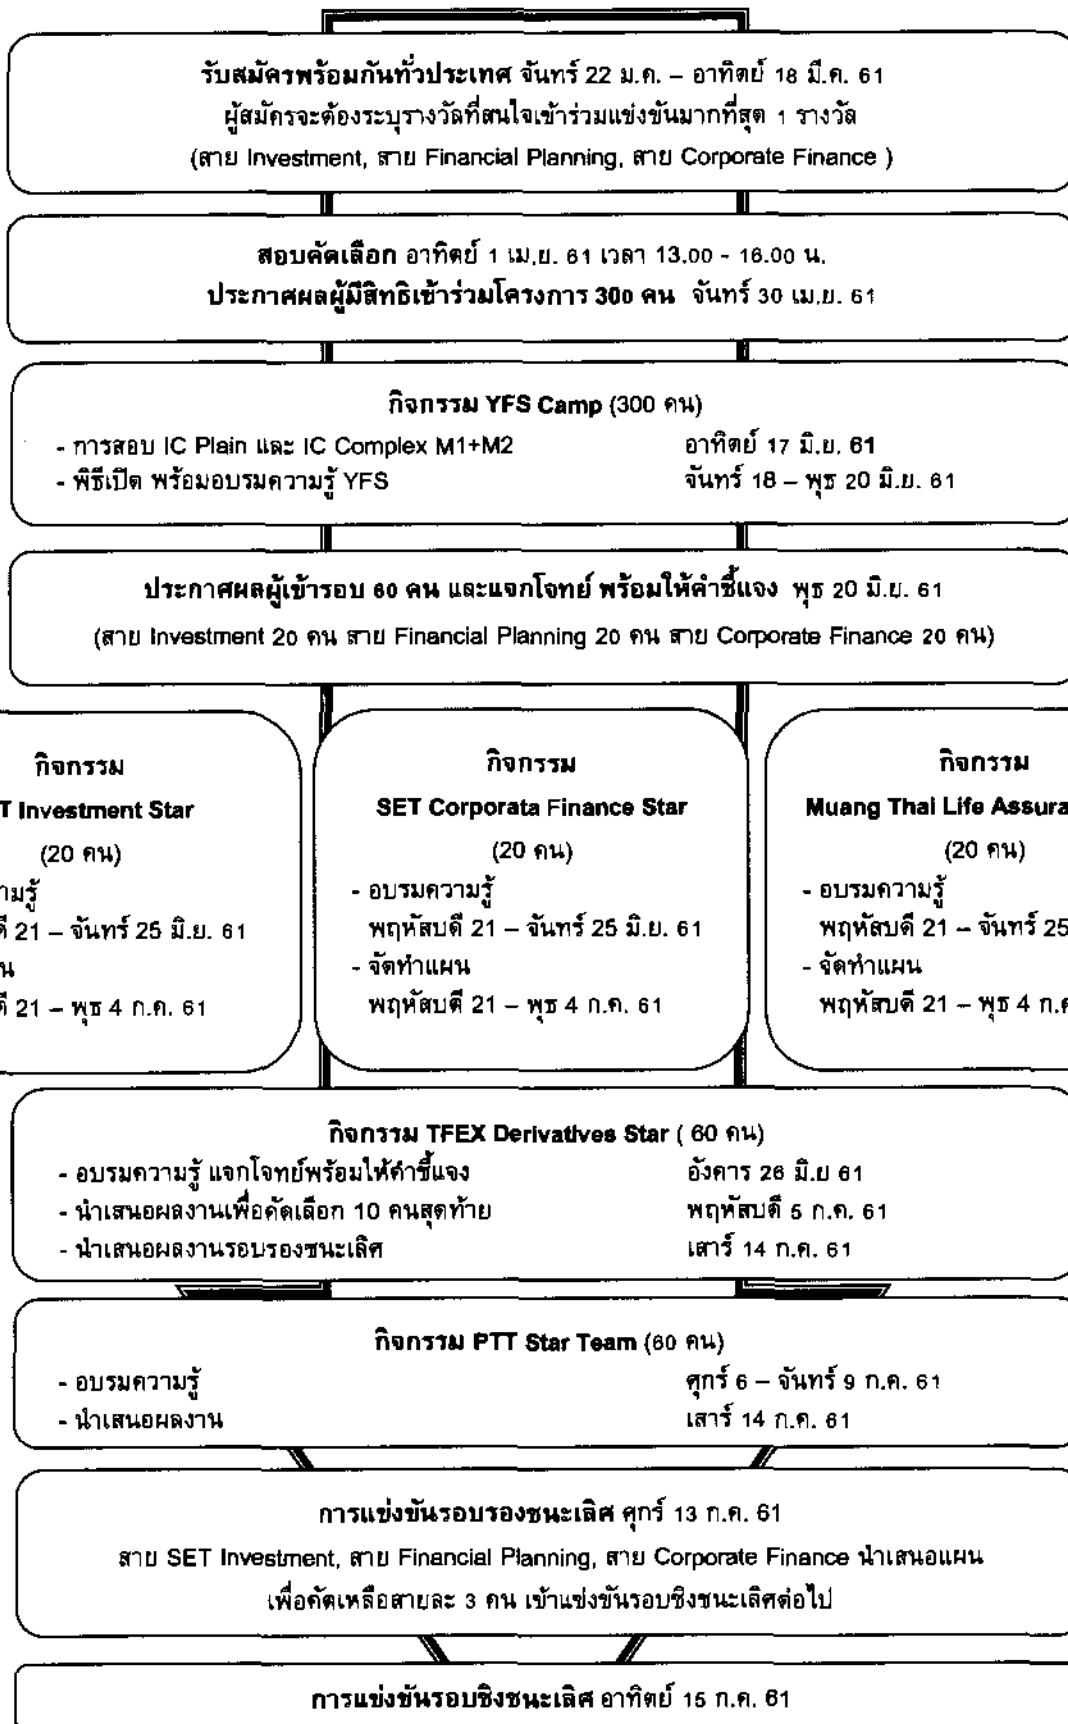 รับสมัครพร้อมกันทั่วประเทศ จันทร์ 22 ม.ค. – อาทิตย์ 18 มี.ค. 61
ผู้สมัครจะต้องระบุรางวัลที่สนใจเข้าร่วมแข่งขันมากที่สุด 1 รางวัล
(สาย Investment, สาย Financial Planning, สาย Corporate Finance )
สอบคัดเลือก อาทิตย์ 1 เม.ย. 61 เวลา 13.00 - 16.00 น.
ประกาศผลผู้มีสิทธิเข้าร่วมโครงการ 300 คน จันทร์ 30 เม.ย. 61
กิจกรรม YFS Camp (300 คน)
- การสอบ IC Plain และ IC Complex M1+M2 อาทิตย์ 17 มิ.ย. 61
- พิธีเปิด พร้อมอบรมความรู้ YFS จันทร์ 18 – พุธ 20 มิ.ย. 61
ประกาศผลผู้เข้ารอบ 60 คน และแจกโจทย์ พร้อมให้คำชี้แจง พุธ 20 มิ.ย. 61
(สาย Investment 20 คน สาย Financial Planning 20 คน สาย Corporate Finance 20 คน)
กิจกรรม
T Investment Star
(20 คน)
ามรู้
ดี 21 – จันทร์ 25 มิ.ย. 61
น
ดี 21 – พุธ 4 ก.ค. 61
กิจกรรม
SET Corporata Finance Star
(20 คน)
- อบรมความรู้
พฤหัสบดี 21 – จันทร์ 25 มิ.ย. 61
- จัดทำแผน
พฤหัสบดี 21 – พุธ 4 ก.ค. 61
กิจกรรม
Muang Thai Life Assura
(20 คน)
- อบรมความรู้
พฤหัสบดี 21 – จันทร์ 25
- จัดทำแผน
พฤหัสบดี 21 – พุธ 4 ก.ค
กิจกรรม TFEX Derivatives Star ( 60 คน)
- อบรมความรู้ แจกโจทย์พร้อมให้คำชี้แจง อังคาร 26 มิ.ย 61
- นำเสนอผลงานเพื่อคัดเลือก 10 คนสุดท้าย พฤหัสบดี 5 ก.ค. 61
- นำเสนอผลงานรอบรองชนะเลิศ เสาร์ 14 ก.ค. 61
กิจกรรม PTT Star Team (60 คน)
- อบรมความรู้ ศุกร์ 6 – จันทร์ 9 ก.ค. 61
- นำเสนอผลงาน เสาร์ 14 ก.ค. 61
การแข่งขันรอบรองชนะเลิศ ศุกร์ 13 ก.ค. 61
สาย SET Investment, สาย Financial Planning, สาย Corporate Finance นำเสนอแผน
เพื่อคัดเหลือสายละ 3 คน เข้าแข่งขันรอบชิงชนะเลิศต่อไป
การแข่งขันรอบชิงชนะเลิศ อาทิตย์ 15 ก.ค. 61